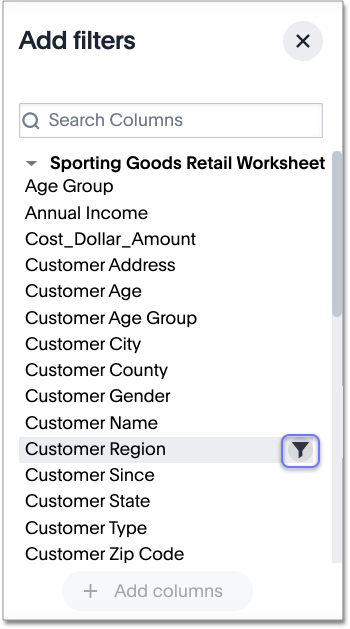 Add filters
Search Columns
Sporting Goods Retail Worksheet
Age Group
Annual Income
Cost_Dollar_Amount
Customer Address
Customer Age
Customer Age Group
Customer City
Customer County
Customer Gender
Customer Name
Customer Region
Customer Since
Customer State
Customer Type
Customer Zip Code
+ Add columns